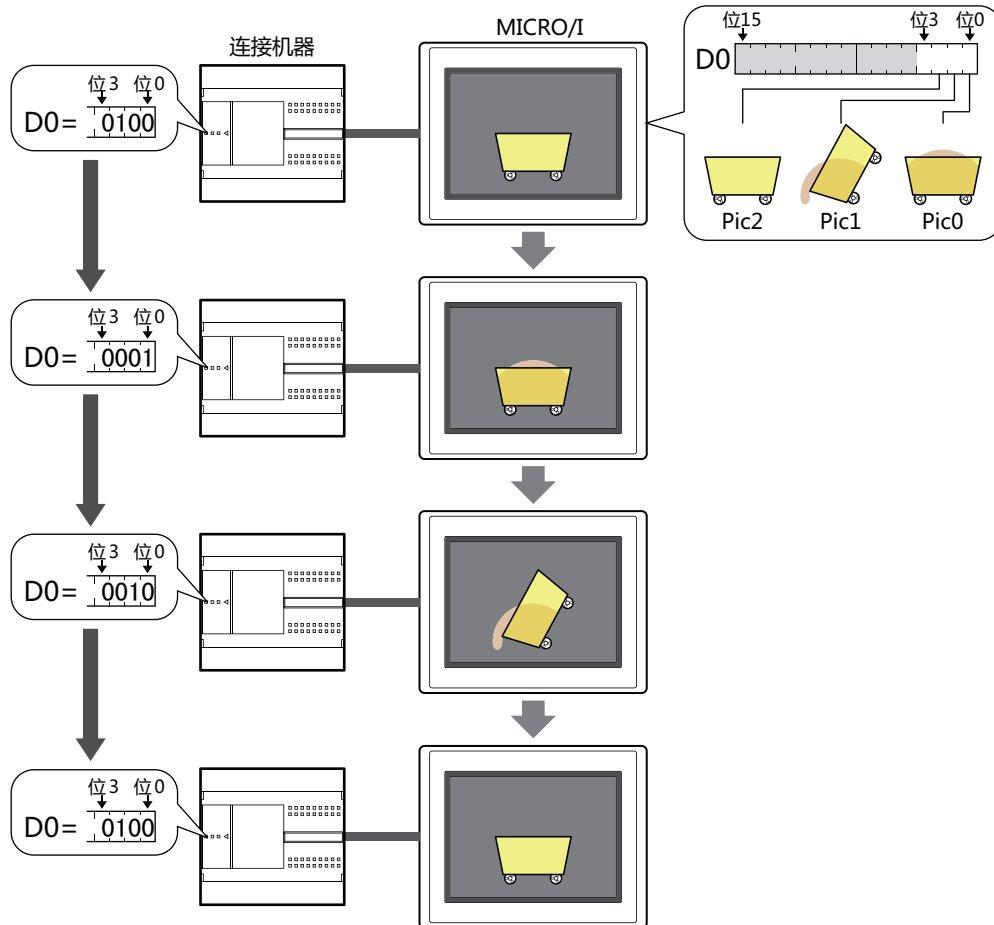 连接机器
MICRO/I
位15 位3 位0
D0
Pic2 Pic1 Pic0
位3 位0
D0= 0100
位3 位0
D0= 0001
位3 位0
D0= 0010
位3 位0
D0= 0100